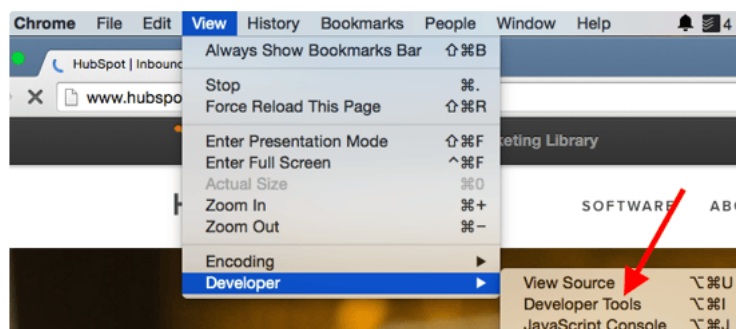 Chrome File Edit View History Bookmarks People Window Help 4
Always Show Bookmarks Bar ⇧⌘B
HubSpot | Inbound
Stop ⌘.
www.hubspo
Force Reload This Page ⇧⌘R
Enter Presentation Mode ⇧⌘F
keting Library
Enter Full Screen ^⌘F
Actual Size ⌘0
Zoom In ⌘+
SOFTWARE ABO
Zoom Out ⌘−
Encoding ▶
Developer ▶
View Source ⌥⌘U
Developer Tools ⌥⌘I
JavaScript Console ⌥⌘J